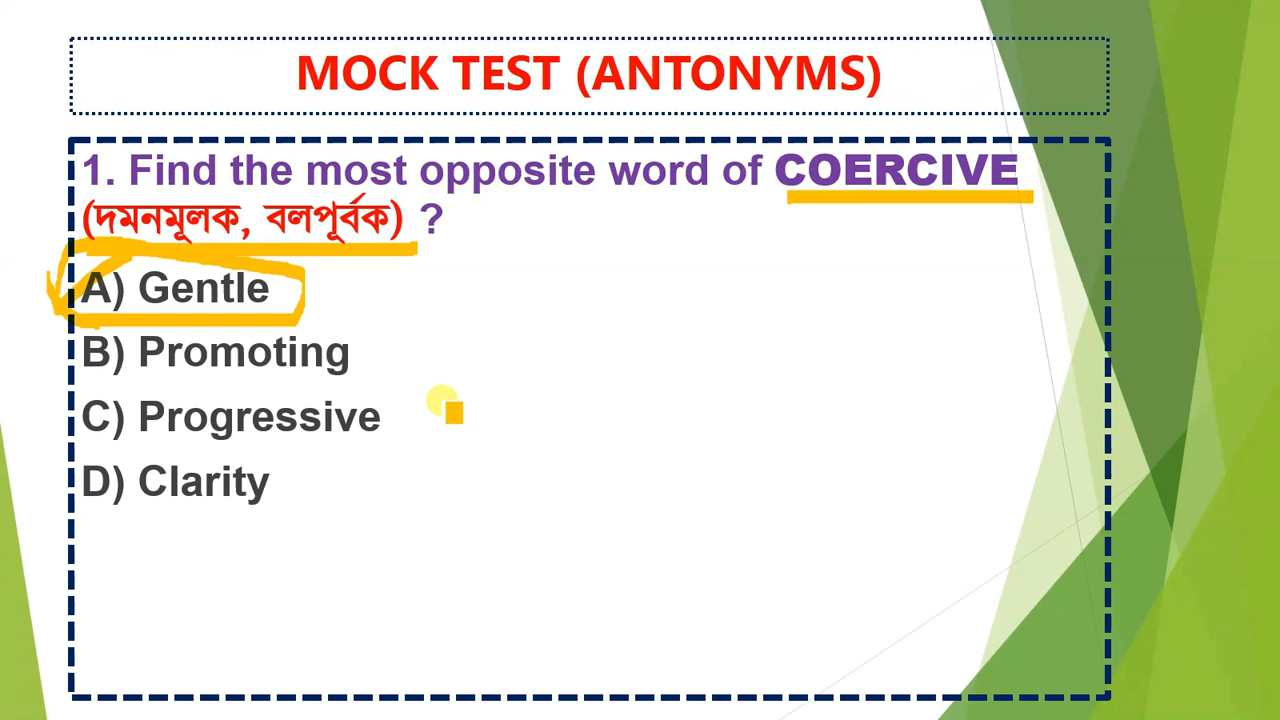 MOCK TEST (ANTONYMS)
1. Find the most opposite word of COERCIVE
(দমনমূলক, বলপূর্বক) ?
A) Gentle
B) Promoting
C) Progressive
D) Clarity